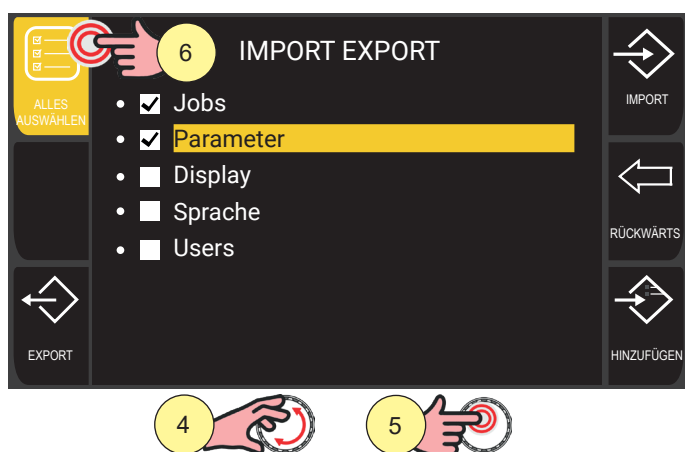 6
IMPORT EXPORT
ALLES
AUSWÄHLEN
IMPORT
Jobs
Parameter
Display
Sprache
Users
RÜCKWÄRTS
EXPORT
HINZUFÜGEN
4
5